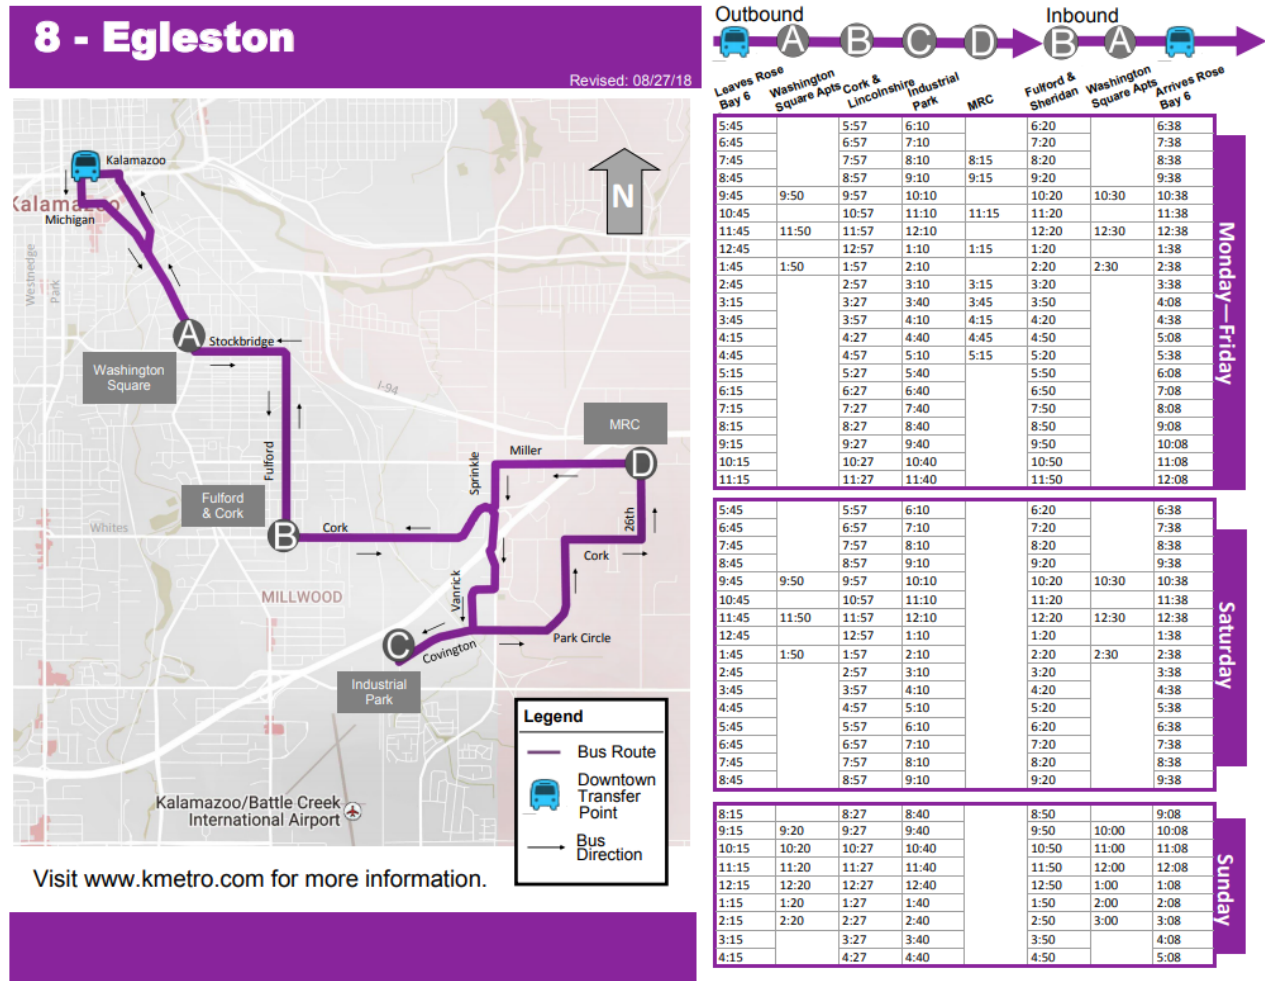 8 - Egleston
Revised: 08/27/18
Kalamazoo
Kalamazoo
Michigan
Westnedge
Park
N
A
Stockbridge
Washington
Square
I-94
MRC
D
Miller
Sprinkle
Fulford
Fulford
& Cork
B
Cork
26th
Whites
Cork
Vanrick
MILLWOOD
Park Circle
C
Covington
Industrial
Park
Kalamazoo/Battle Creek
International Airport
Legend
Bus Route
Downtown
Transfer
Point
Bus
Direction
Visit www.kmetro.com for more information.
Outbound Inbound
A B C D B A
Leaves Rose Bay 6 Washington Square Apts Cork & Lincolnshire Industrial Park MRC Fulford & Sheridan Washington Square Apts Arrives Rose Bay 6
Monday—Friday
5:45 5:57 6:10 6:20 6:38
6:45 6:57 7:10 7:20 7:38
7:45 7:57 8:10 8:15 8:20 8:38
8:45 8:57 9:10 9:15 9:20 9:38
9:45 9:50 9:57 10:10 10:20 10:30 10:38
10:45 10:57 11:10 11:15 11:20 11:38
11:45 11:50 11:57 12:10 12:20 12:30 12:38
12:45 12:57 1:10 1:15 1:20 1:38
1:45 1:50 1:57 2:10 2:20 2:30 2:38
2:45 2:57 3:10 3:15 3:20 3:38
3:15 3:27 3:40 3:45 3:50 4:08
3:45 3:57 4:10 4:15 4:20 4:38
4:15 4:27 4:40 4:45 4:50 5:08
4:45 4:57 5:10 5:15 5:20 5:38
5:15 5:27 5:40 5:50 6:08
6:15 6:27 6:40 6:50 7:08
7:15 7:27 7:40 7:50 8:08
8:15 8:27 8:40 8:50 9:08
9:15 9:27 9:40 9:50 10:08
10:15 10:27 10:40 10:50 11:08
11:15 11:27 11:40 11:50 12:08
Saturday
5:45 5:57 6:10 6:20 6:38
6:45 6:57 7:10 7:20 7:38
7:45 7:57 8:10 8:20 8:38
8:45 8:57 9:10 9:20 9:38
9:45 9:50 9:57 10:10 10:20 10:30 10:38
10:45 10:57 11:10 11:20 11:38
11:45 11:50 11:57 12:10 12:20 12:30 12:38
12:45 12:57 1:10 1:20 1:38
1:45 1:50 1:57 2:10 2:20 2:30 2:38
2:45 2:57 3:10 3:20 3:38
3:45 3:57 4:10 4:20 4:38
4:45 4:57 5:10 5:20 5:38
5:45 5:57 6:10 6:20 6:38
6:45 6:57 7:10 7:20 7:38
7:45 7:57 8:10 8:20 8:38
8:45 8:57 9:10 9:20 9:38
Sunday
8:15 8:27 8:40 8:50 9:08
9:15 9:20 9:27 9:40 9:50 10:00 10:08
10:15 10:20 10:27 10:40 10:50 11:00 11:08
11:15 11:20 11:27 11:40 11:50 12:00 12:08
12:15 12:20 12:27 12:40 12:50 1:00 1:08
1:15 1:20 1:27 1:40 1:50 2:00 2:08
2:15 2:20 2:27 2:40 2:50 3:00 3:08
3:15 3:27 3:40 3:50 4:08
4:15 4:27 4:40 4:50 5:08